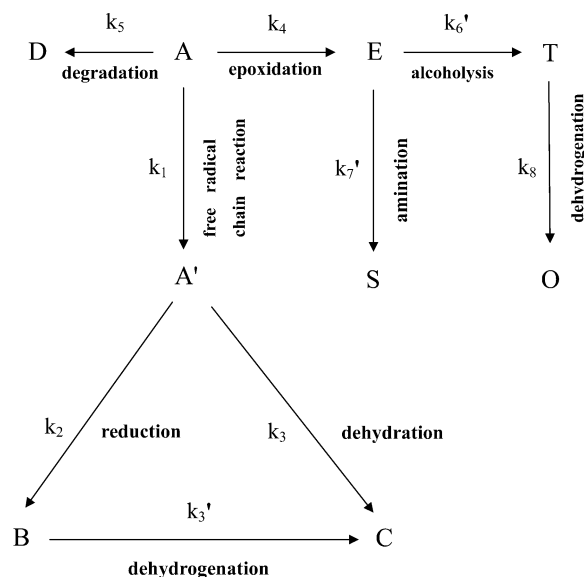 k₅ k₄ k₆'
D A E T
degradation epoxidation alcoholysis
k₁
free radical
chain reaction
k₇'
amination
k₈
dehydrogenation
A' S O
k₂ reduction k₃ dehydration
k₃'
B C
dehydrogenation